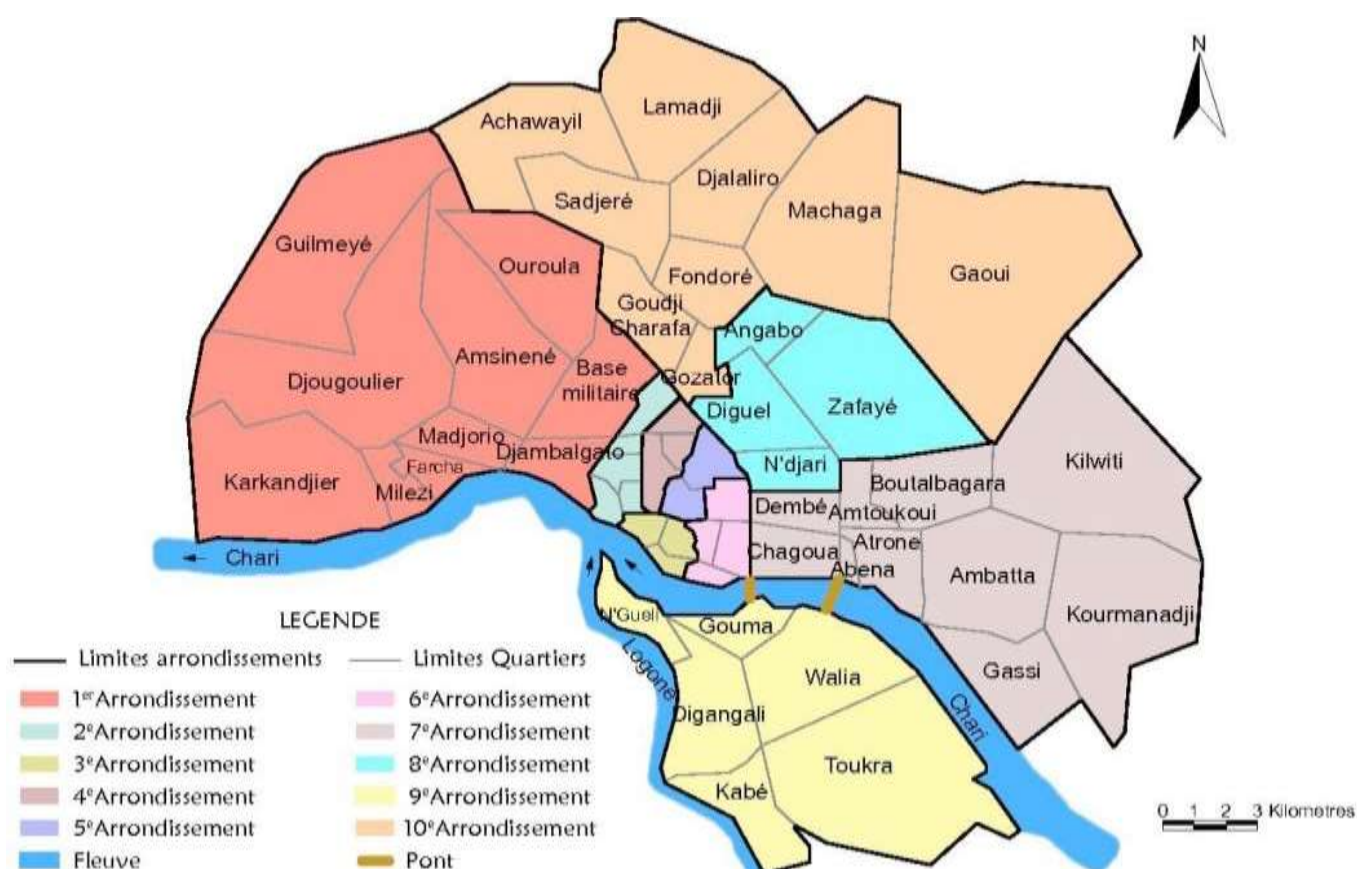 N
Lamadji
Achawayil
Djalaliro
Sadjeré
Machaga
Guilmeyé
Ouroula
Fondoré
Gaoui
Goudji
Charafa
Angabo
Amsinené
Base
militaire
Gozator
Djougoulier
Diguel
Zafayé
Madjorio
Djambalgato
Farcha
N'djari
Kilwiti
Karkandjier
Milezi
Boutalbagara
Dembé
Amtoukoui
Chagoua
Atrone
Abena
Ambatta
Chari
Kourmanadji
N'Gueli
Gouma
Gassi
Logone
Walia
Digangali
Chari
Toukra
Kabé
LEGENDE
Limites arrondissements
Limites Quartiers
1er Arrondissement
6e Arrondissement
2e Arrondissement
7e Arrondissement
3e Arrondissement
8e Arrondissement
4e Arrondissement
9e Arrondissement
5e Arrondissement
10e Arrondissement
Fleuve
Pont
0 1 2 3 Kilometres